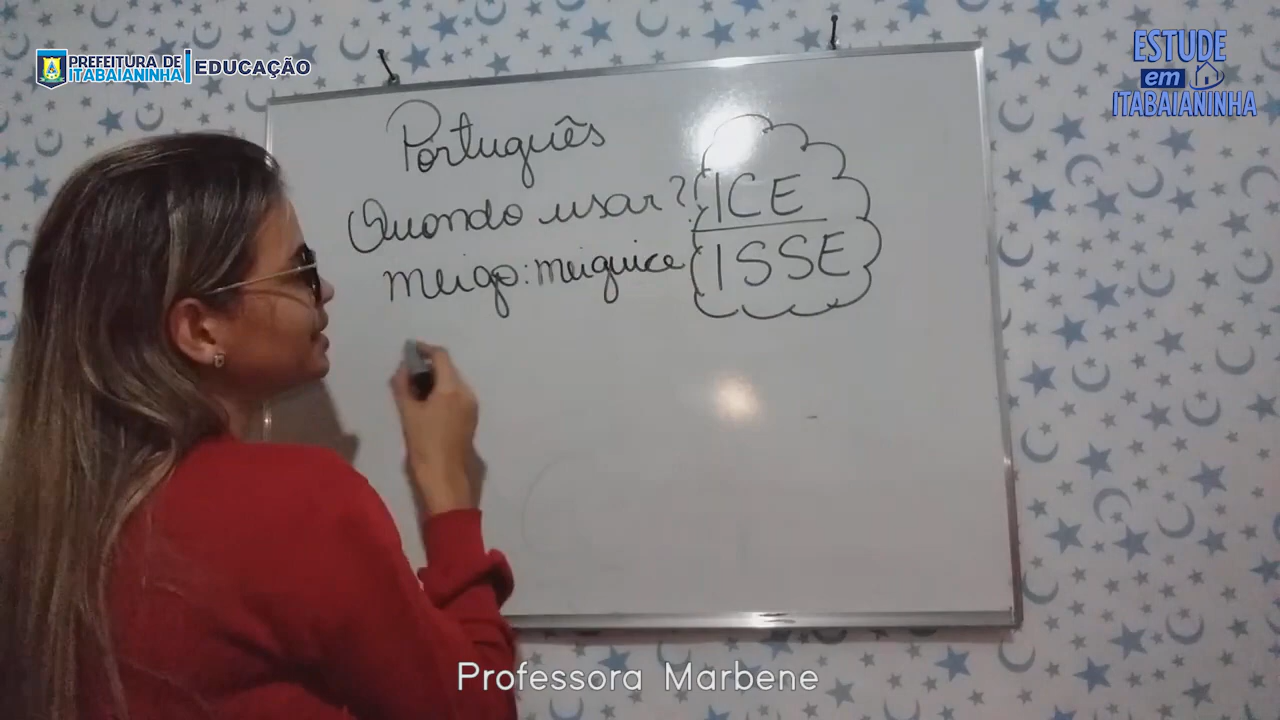 PREFEITURA DE
ITABAIANINHA
EDUCAÇÃO
ESTUDE
em
ITABAIANINHA
Português
Quando usar?
ICE
ISSE
meigo: meiguice
Professora Marbene